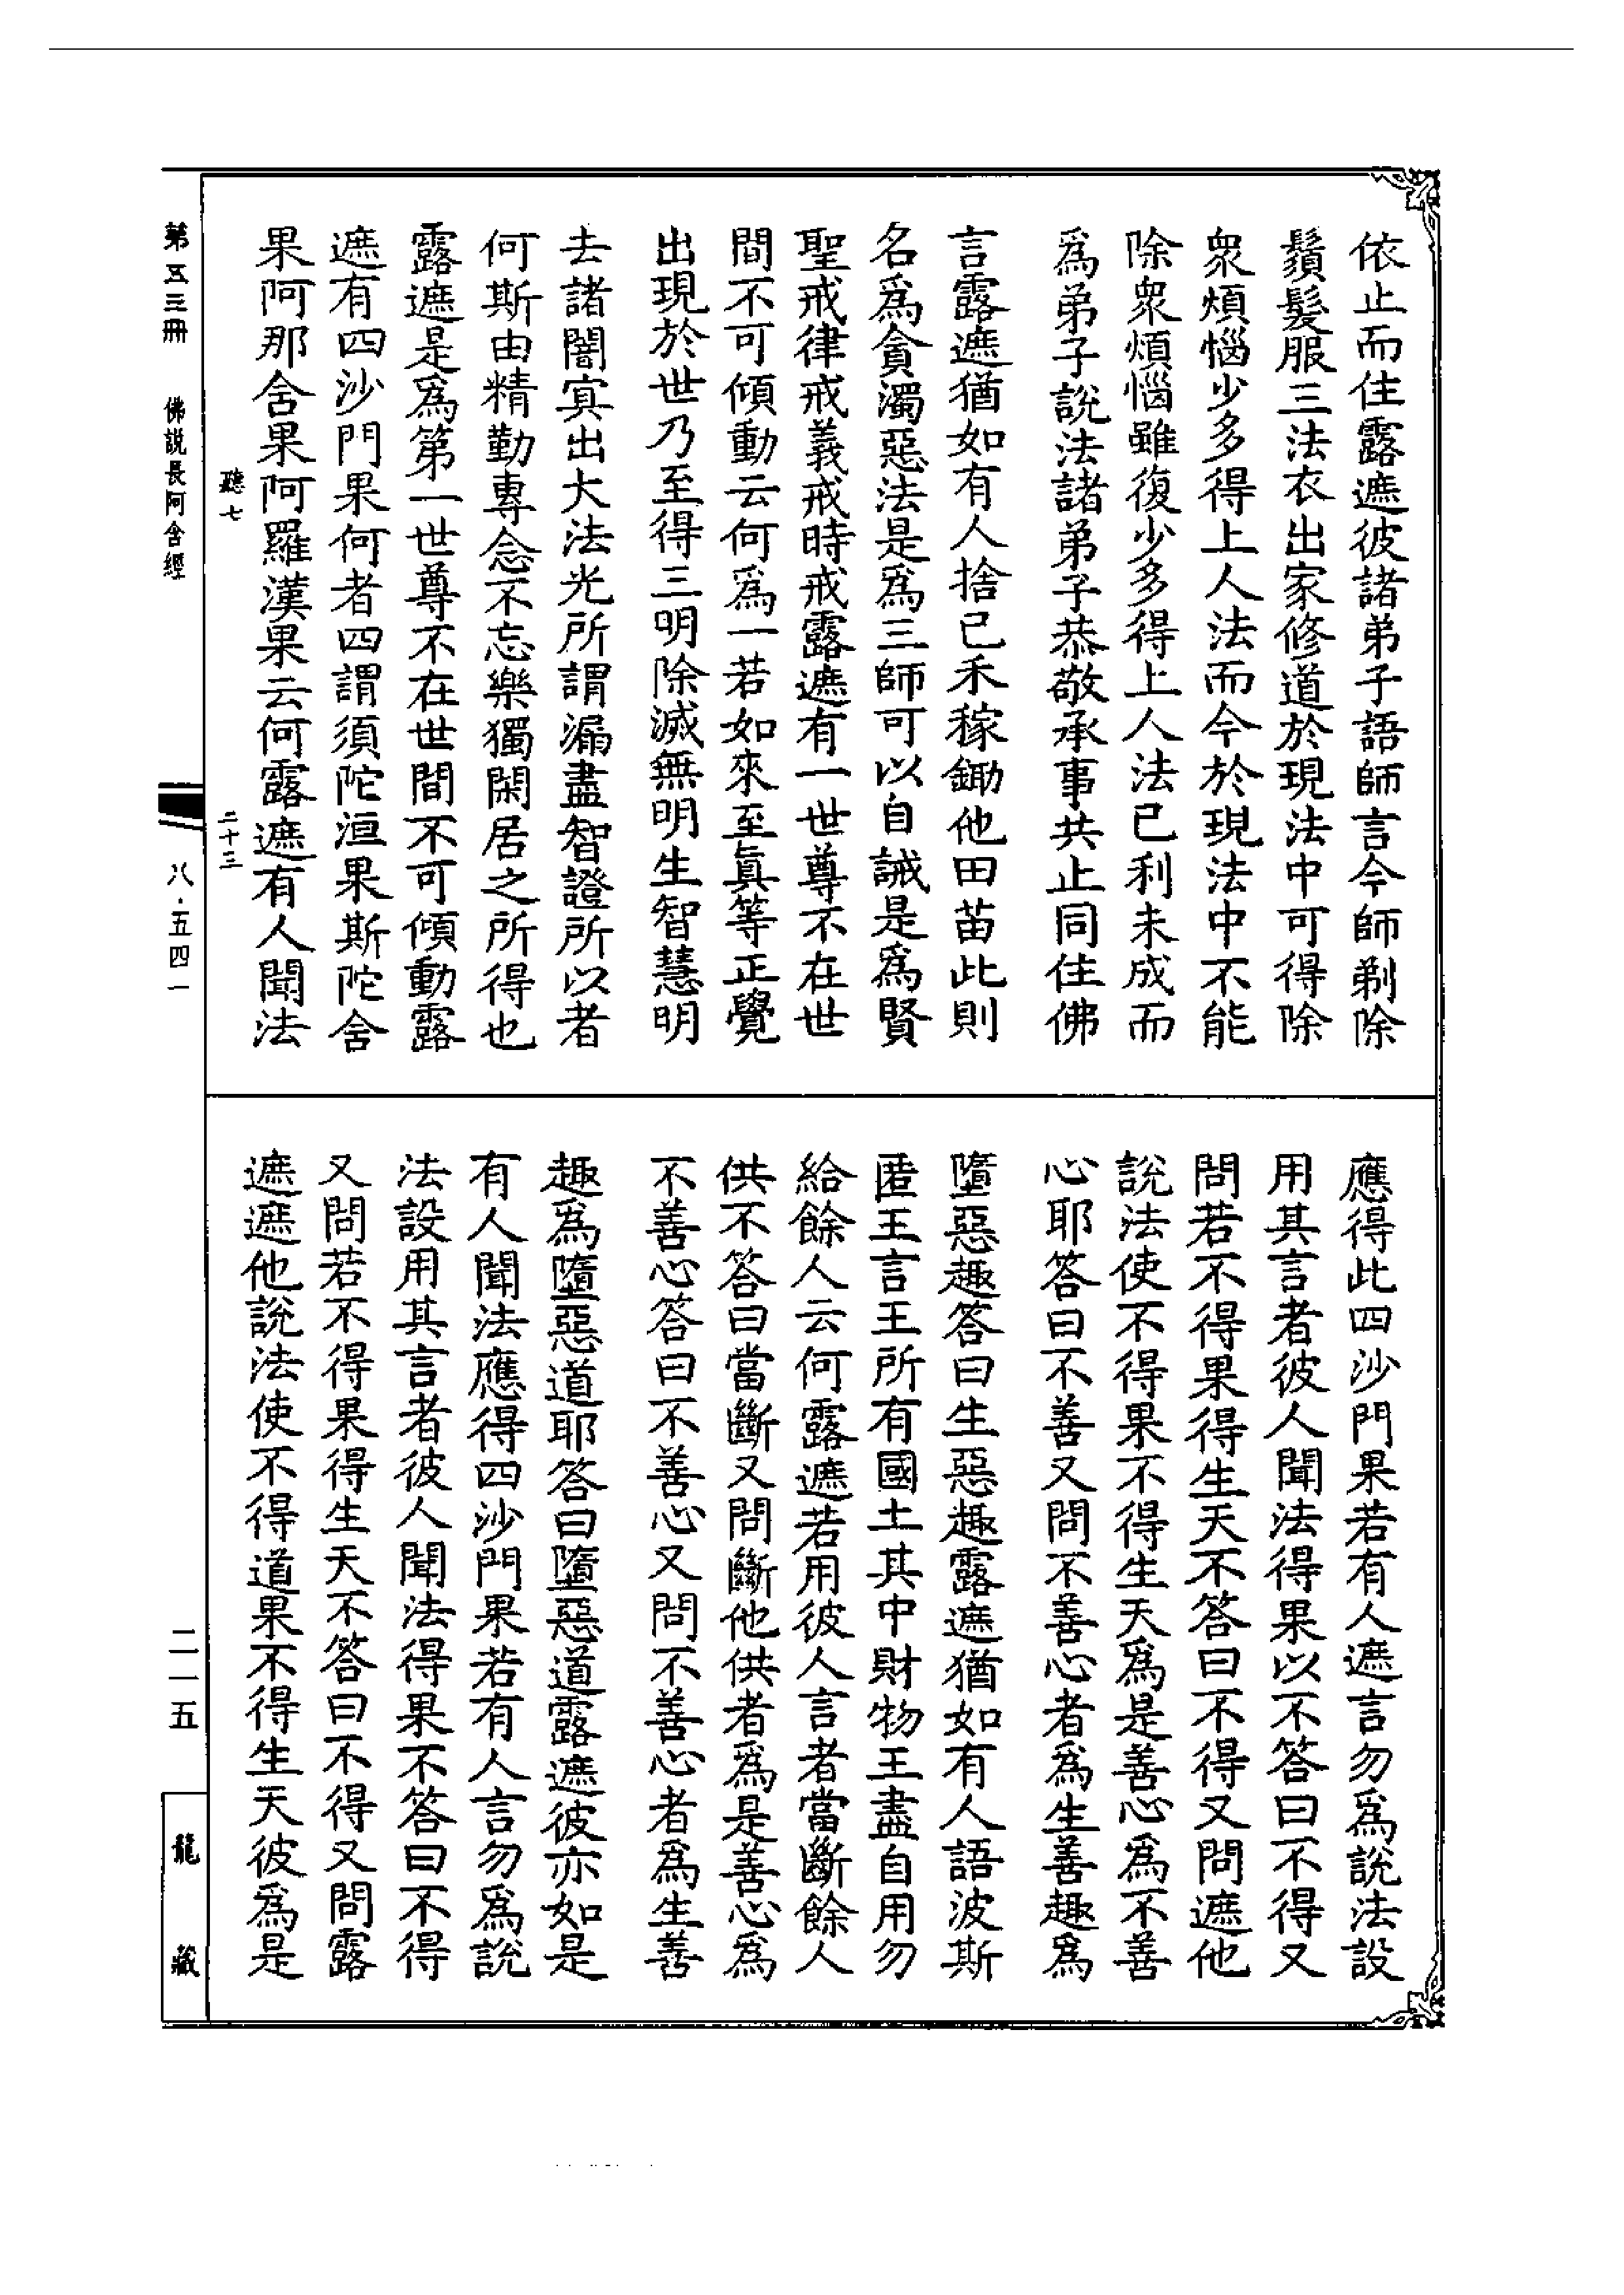 依止而住露遮彼諸弟子語師言今師剃除
鬚髮服三法衣出家修道於現法中可得除
衆煩惱少多得上人法而今於現法中不能
除衆煩惱雖復少多得上人法已利未成而
爲弟子說法諸弟子恭敬承事共止同住佛
言露遮猶如有人捨已禾稼鋤他田苗此則
名爲貪濁惡法是爲三師可以自誡是爲賢
聖戒律戒義戒時戒露遮有一世尊不在世
間不可傾動云何爲一若如來至眞等正覺
出現於世乃至得三明除滅無明生智慧明
去諸闇寘出大法光所謂漏盡智證所以者
何斯由精勤專念不忘樂獨閑居之所得也
露遮是爲第一世尊不在世間不可傾動露
遮有四沙門果何者四謂須陀洹果斯陀舍
果阿那舍果阿羅漢果云何露遮有人聞法
應得此四沙門果若有人遮言勿爲說法設
用其言者彼人聞法得果以不答曰不得又
問若不得果得生天不答曰不得又問遮他
說法使不得果不得生天爲是善心爲不善
心耶答曰不善又問不善心者爲生善趣爲
墮惡趣答曰生惡趣露遮猶如有人語波斯
匿王言王所有國土其中財物王盡自用勿
給餘人云何露遮若用彼人言者當斷餘人
供不答曰當斷又問斷他供者爲是善心爲
不善心答曰不善心又問不善心者爲生善
趣爲墮惡道耶答曰墮惡道露遮彼亦如是
有人聞法應得四沙門果若有人言勿爲說
法設用其言者彼人聞法得果不答曰不得
又問若不得果得生天不答曰不得又問露
遮遮他說法使不得道果不得生天彼爲是
聽七 二十三
第五三冊 佛說長阿含經 八·五四一 二一五 龍藏